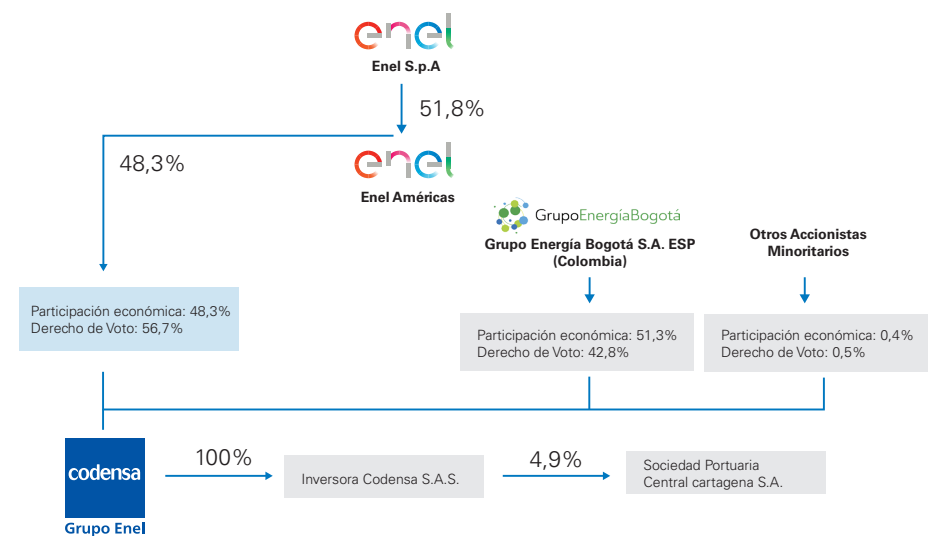 enel
Enel S.p.A
51,8%
48,3%
enel
Enel Américas
GrupoEnergíaBogotá
Grupo Energía Bogotá S.A. ESP
(Colombia)
Otros Accionistas
Minoritarios
Participación económica: 48,3%
Derecho de Voto: 56,7%
Participación económica: 51,3%
Derecho de Voto: 42,8%
Participación económica: 0,4%
Derecho de Voto: 0,5%
codensa
Grupo Enel
100%
Inversora Codensa S.A.S.
4,9%
Sociedad Portuaria
Central cartagena S.A.